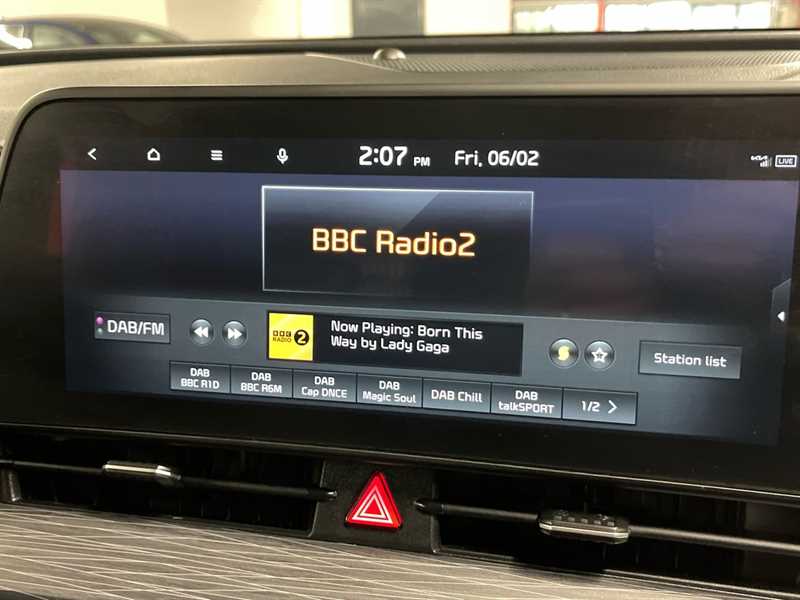 2:07 PM Fri, 06/02
LIVE
BBC Radio2
DAB/FM
BBC
RADIO 2
Now Playing: Born This
Way by Lady Gaga
Station list
DAB
BBC R1D
DAB
BBC R6M
DAB
Cap DNCE
DAB
Magic Soul
DAB Chill
DAB
talkSPORT
1/2